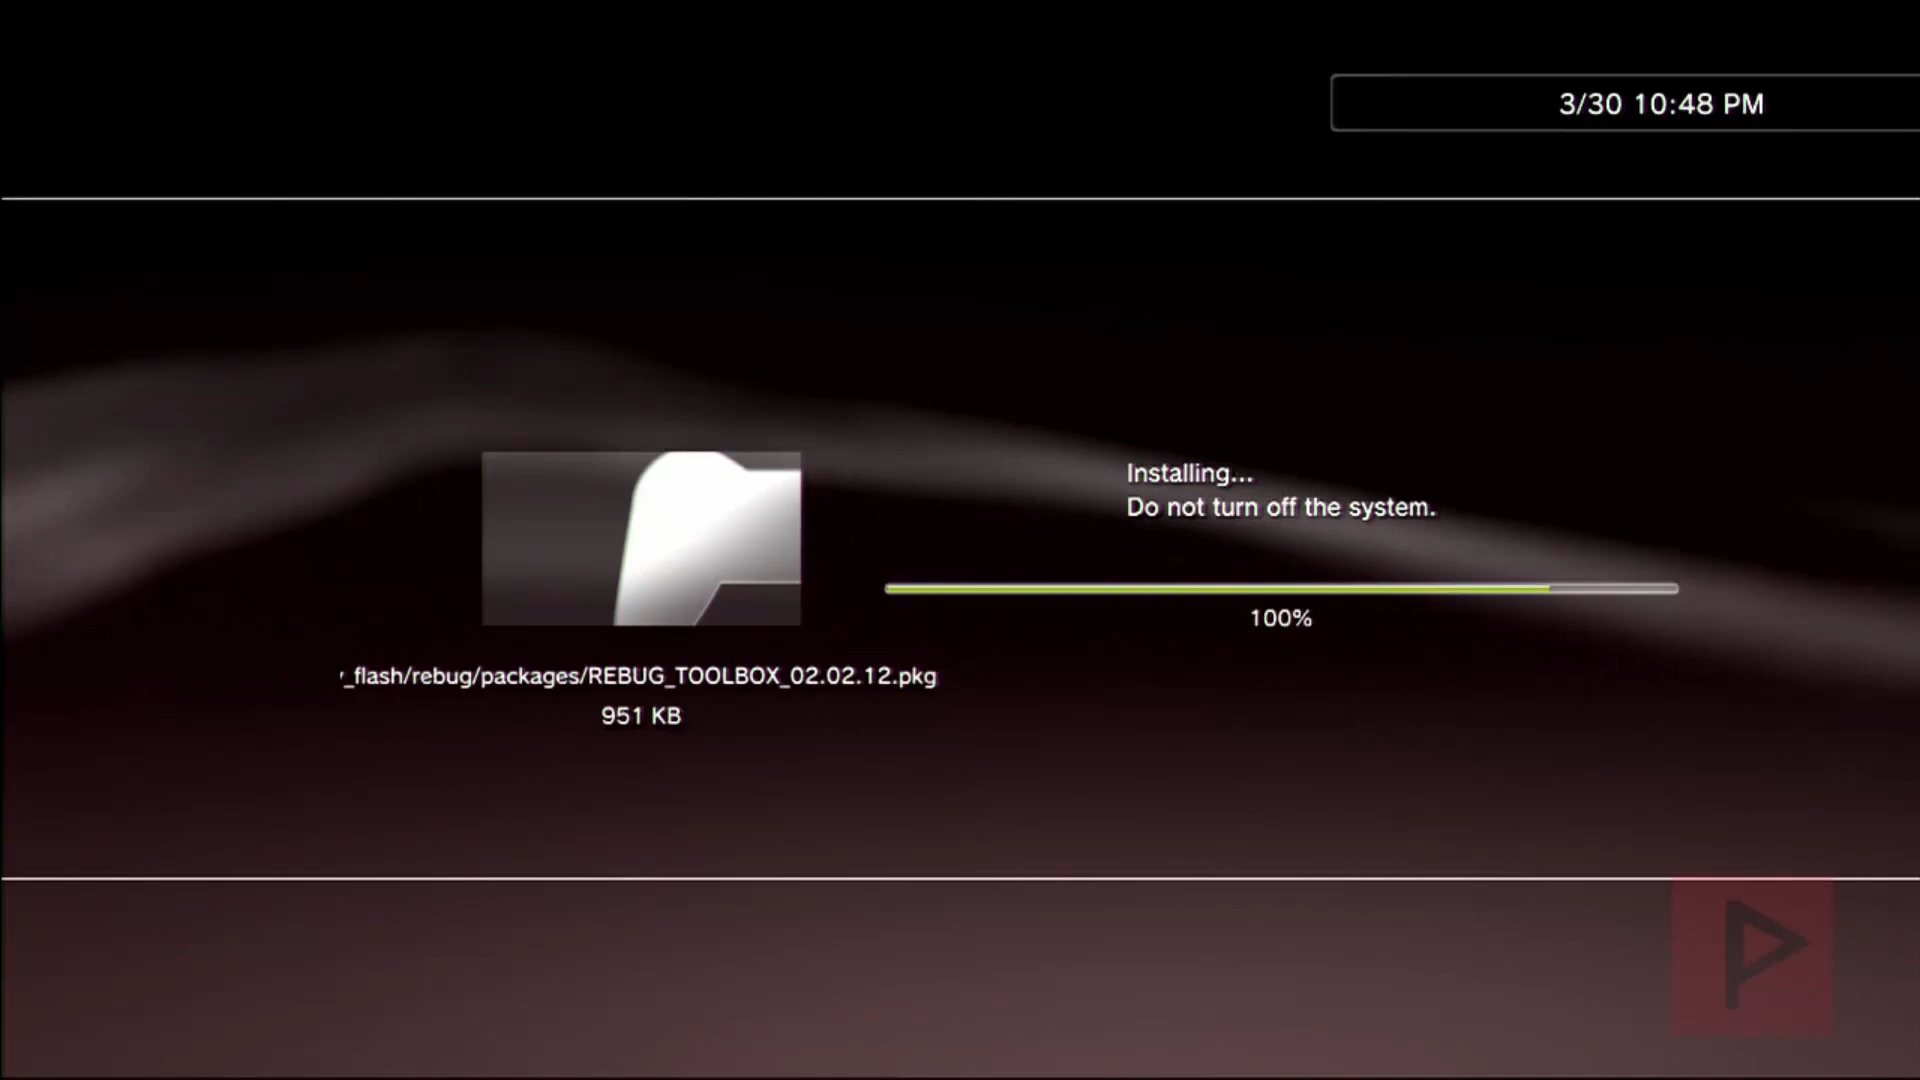 3/30 10:48 PM
Installing...
Do not turn off the system.
100%
_flash/rebug/packages/REBUG_TOOLBOX_02.02.12.pkg
951 KB